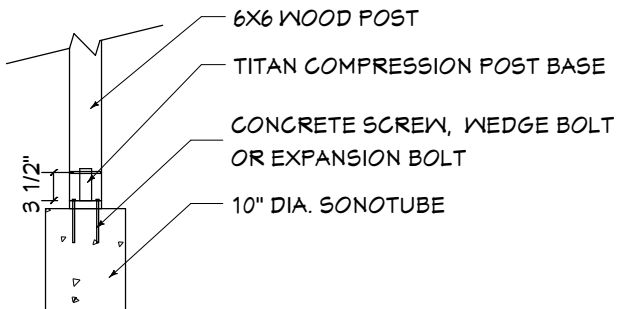 6X6 WOOD POST
TITAN COMPRESSION POST BASE
CONCRETE SCREW, WEDGE BOLT
OR EXPANSION BOLT
3 1/2"
10" DIA. SONOTUBE